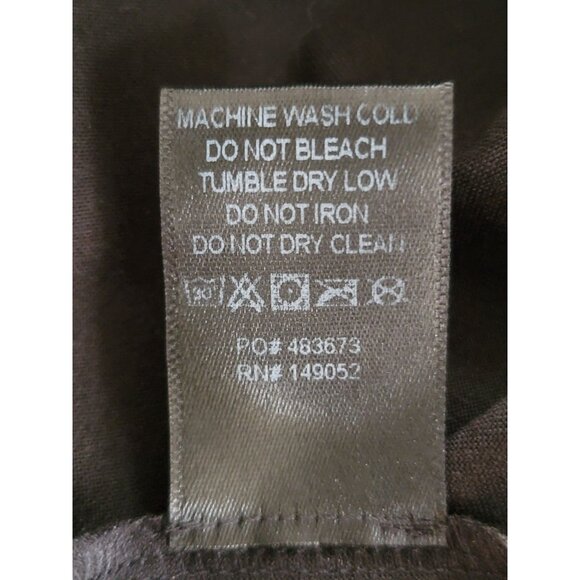 MACHINE WASH COLD
DO NOT BLEACH
TUMBLE DRY LOW
DO NOT IRON
DO NOT DRY CLEAN
30
PO# 483673
RN# 149052